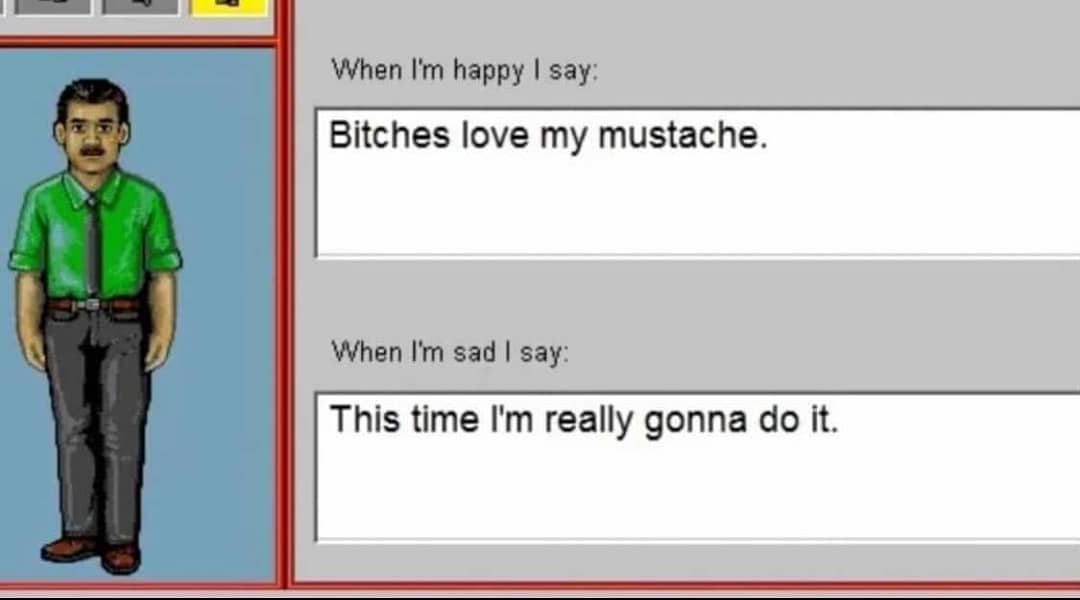 When I'm happy I say:
Bitches love my mustache.
When I'm sad I say:
This time I'm really gonna do it.